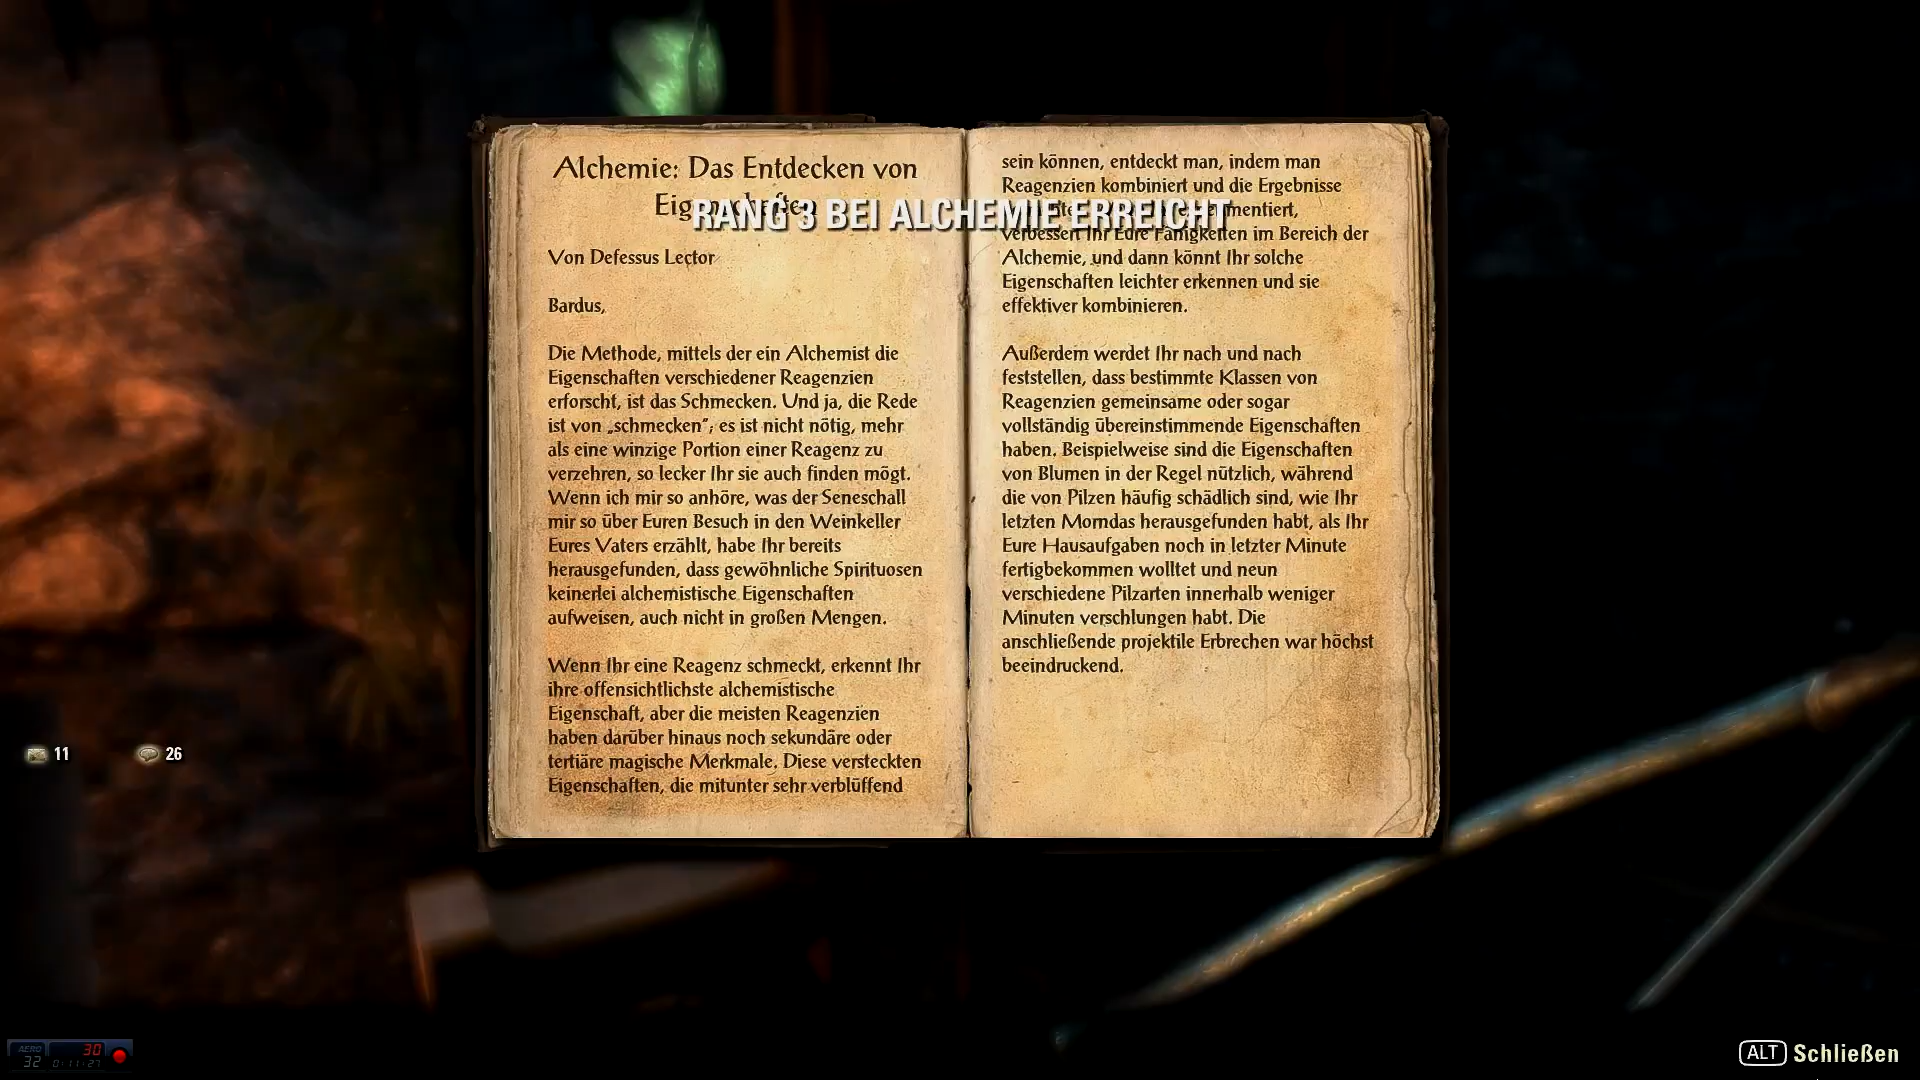 Alchemie: Das Entdecken von
Eigenschaften
RANG 3 BEI ALCHEMIE ERREICHT
Von Defessus Lector
Bardus,
Die Methode, mittels der ein Alchemist die
Eigenschaften verschiedener Reagenzien
erforscht, ist das Schmecken. Und ja, die Rede
ist von „schmecken“; es ist nicht nötig, mehr
als eine winzige Portion einer Reagenz zu
verzehren, so lecker Ihr sie auch finden mögt.
Wenn ich mir so anhöre, was der Seneschall
mir so über Euren Besuch in den Weinkeller
Eures Vaters erzählt, habe Ihr bereits
herausgefunden, dass gewöhnliche Spirituosen
keinerlei alchemistische Eigenschaften
aufweisen, auch nicht in großen Mengen.
Wenn Ihr eine Reagenz schmeckt, erkennt Ihr
ihre offensichtlichste alchemistische
Eigenschaft, aber die meisten Reagenzien
haben darüber hinaus noch sekundäre oder
tertiäre magische Merkmale. Diese versteckten
Eigenschaften, die mitunter sehr verblüffend
sein können, entdeckt man, indem man
Reagenzien kombiniert und die Ergebnisse
verbessert Ihr Eure Fähigkeiten im Bereich der
Alchemie, und dann könnt Ihr solche
Eigenschaften leichter erkennen und sie
effektiver kombinieren.
Außerdem werdet Ihr nach und nach
feststellen, dass bestimmte Klassen von
Reagenzien gemeinsame oder sogar
vollständig übereinstimmende Eigenschaften
haben. Beispielweise sind die Eigenschaften
von Blumen in der Regel nützlich, während
die von Pilzen häufig schädlich sind, wie Ihr
letzten Morndas herausgefunden habt, als Ihr
Eure Hausaufgaben noch in letzter Minute
fertigbekommen wolltet und neun
verschiedene Pilzarten innerhalb weniger
Minuten verschlungen habt. Die
anschließende projektile Erbrechen war höchst
beeindruckend.
11 26
AERO 30
32 0:11:27
ALT Schließen